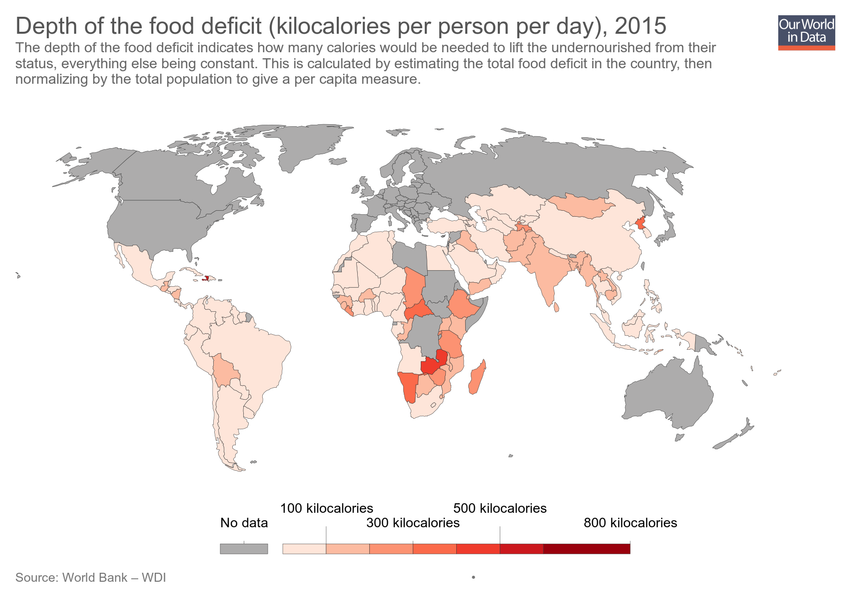 Depth of the food deficit (kilocalories per person per day), 2015
Our World
in Data
The depth of the food deficit indicates how many calories would be needed to lift the undernourished from their
status, everything else being constant. This is calculated by estimating the total food deficit in the country, then
normalizing by the total population to give a per capita measure.
100 kilocalories
500 kilocalories
No data
300 kilocalories
800 kilocalories
Source: World Bank – WDI